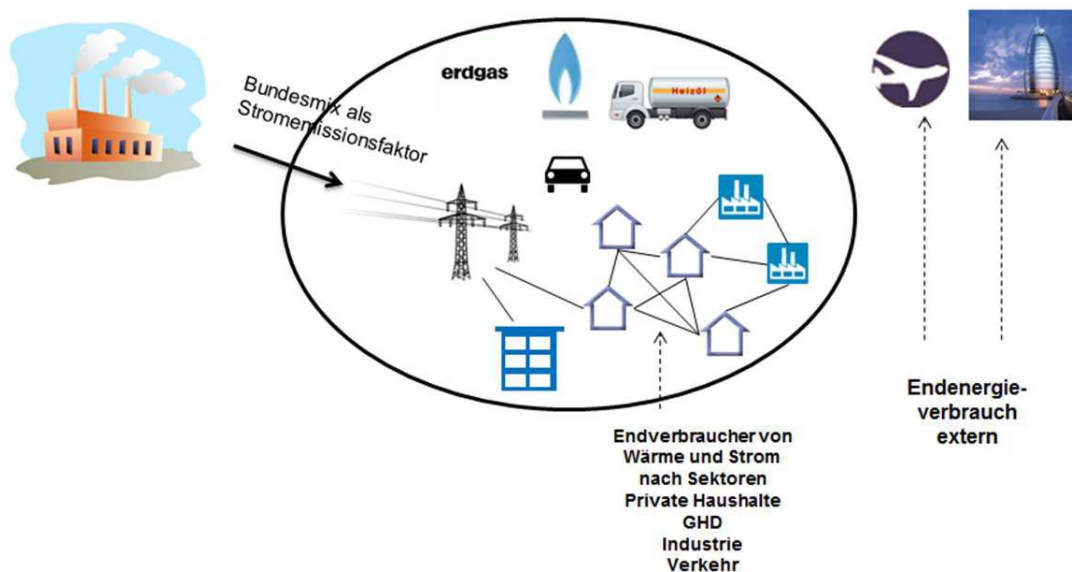 erdgas
Heizöl
Bundesmix als
Stromemissionsfaktor
Endenergie-
verbrauch
extern
Endverbraucher von
Wärme und Strom
nach Sektoren
Private Haushalte
GHD
Industrie
Verkehr